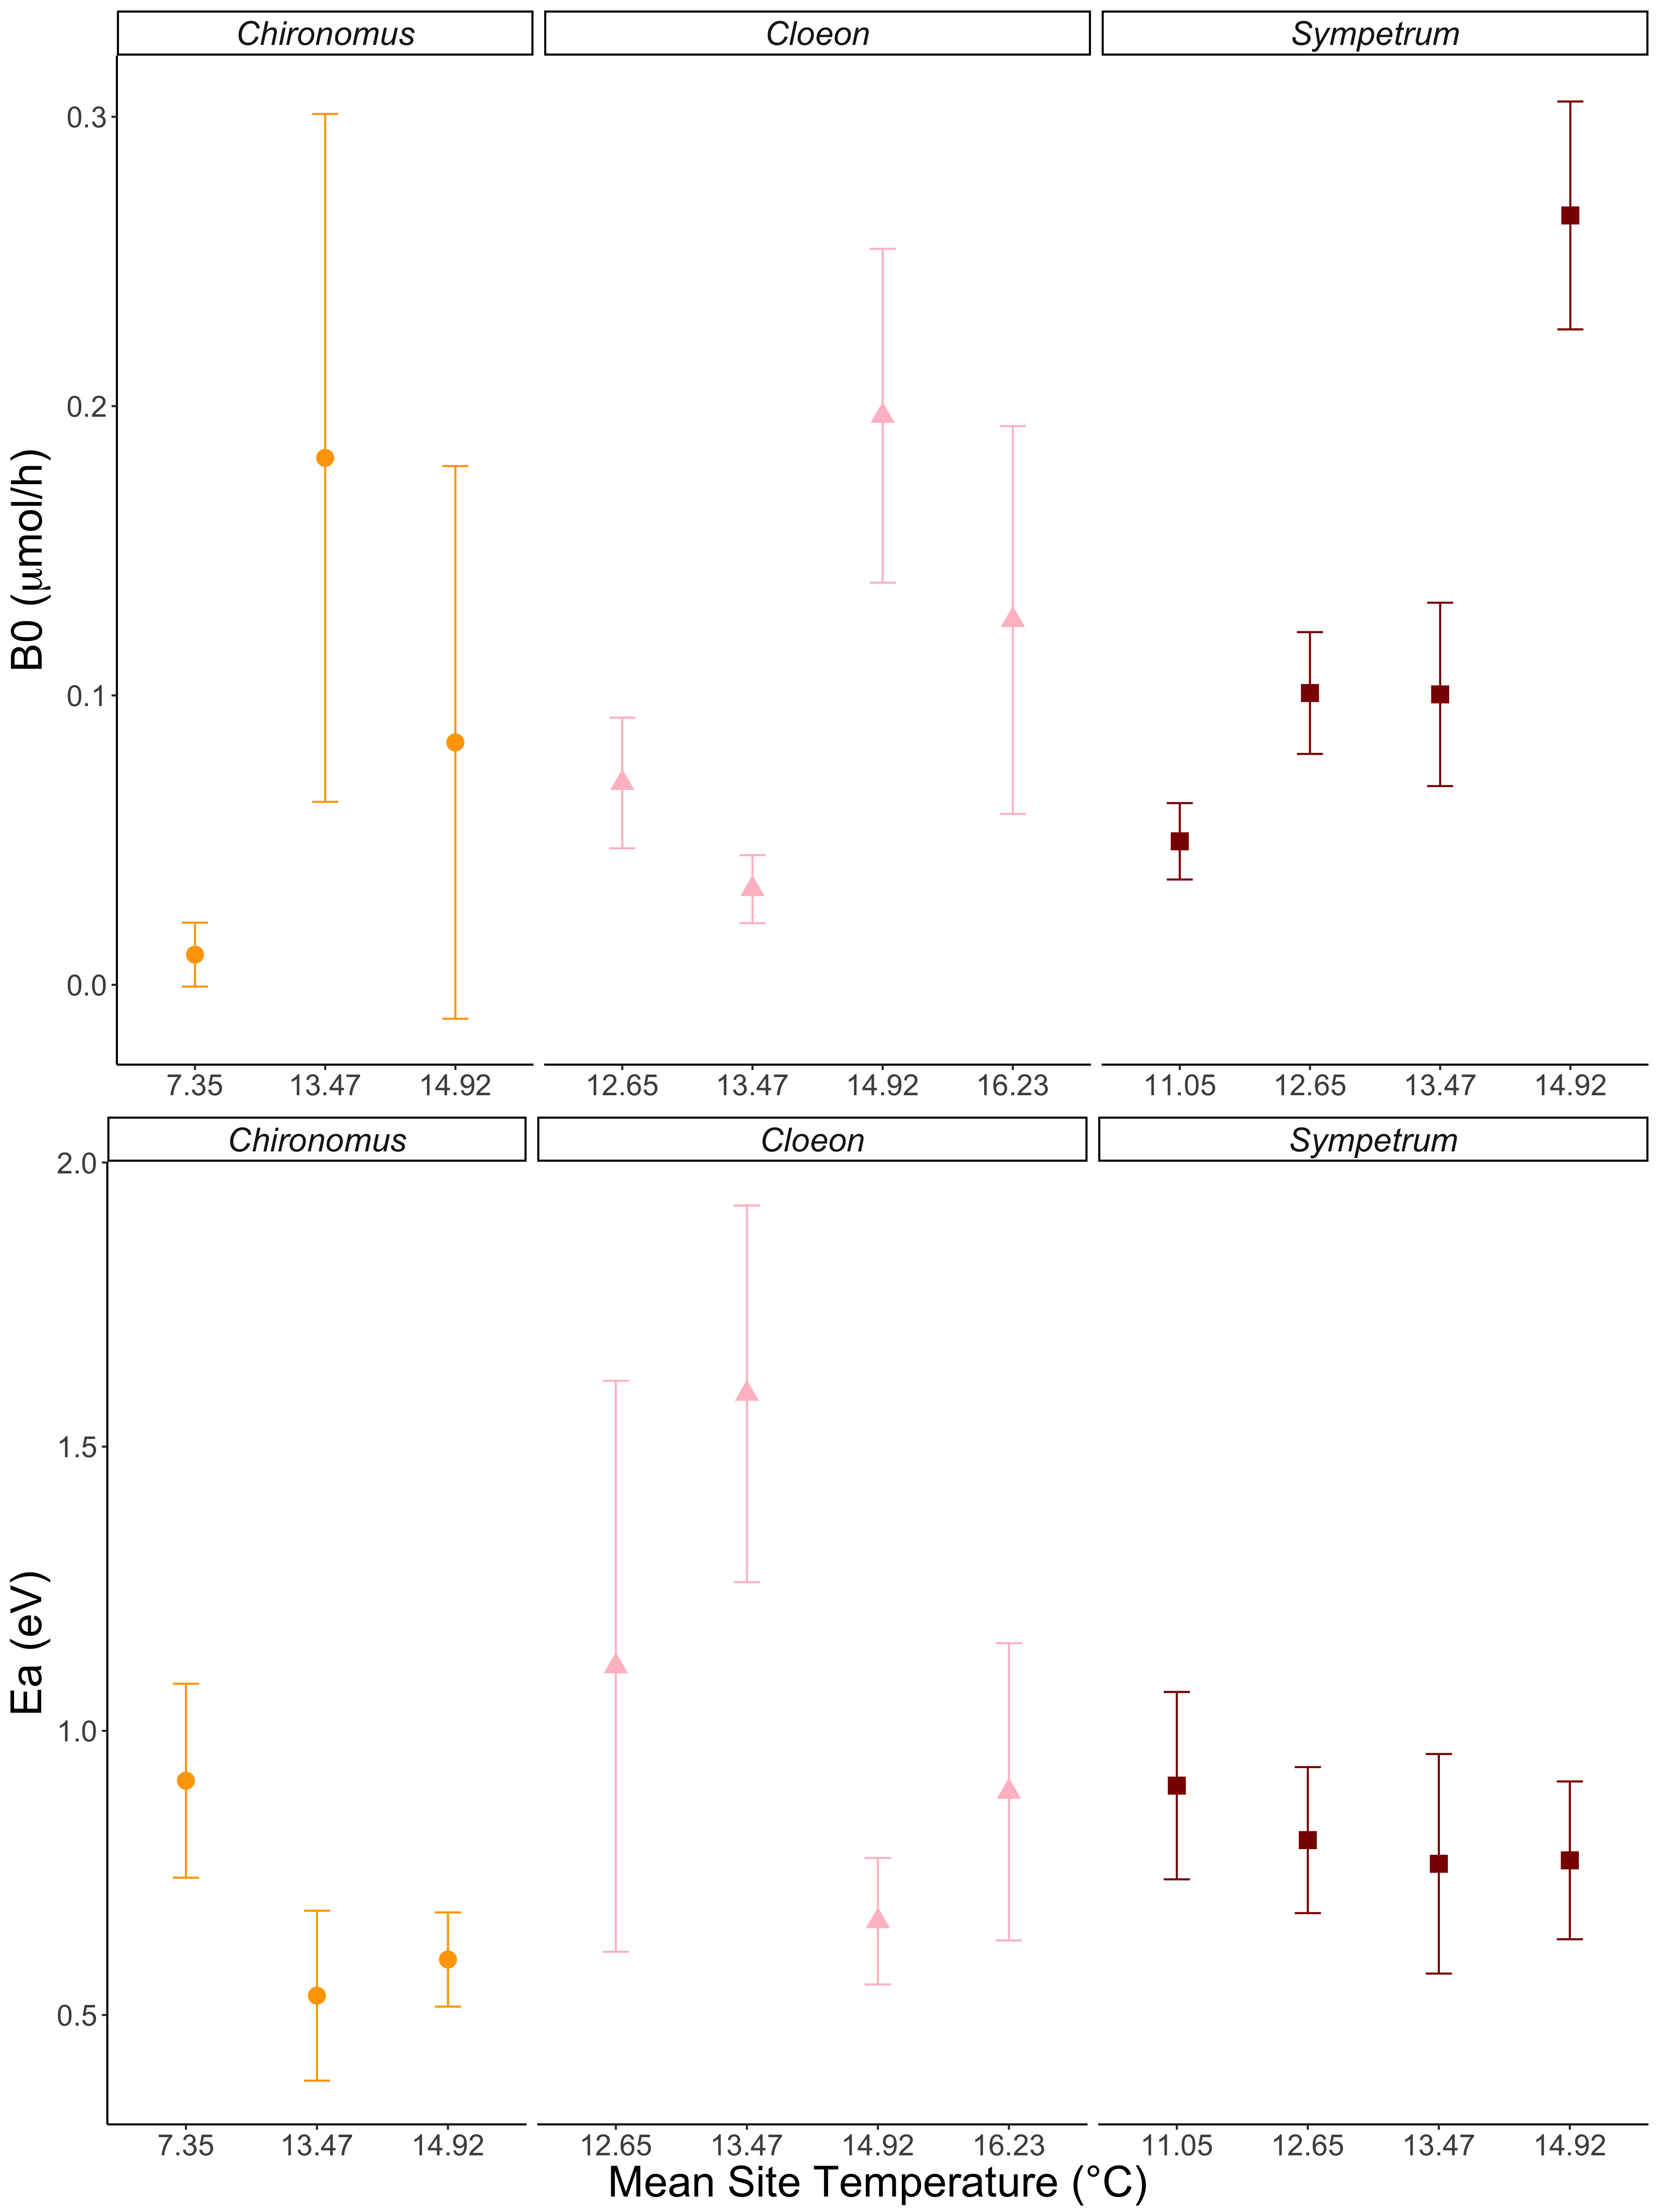 Chironomus Cloeon Sympetrum
0.3
0.2
0.1
0.0
B0 (μmol/h)
7.35 13.47 14.92 12.65 13.47 14.92 16.23 11.05 12.65 13.47 14.92
Chironomus Cloeon Sympetrum
2.0
1.5
1.0
0.5
Ea (eV)
7.35 13.47 14.92 12.65 13.47 14.92 16.23 11.05 12.65 13.47 14.92
Mean Site Temperature (°C)